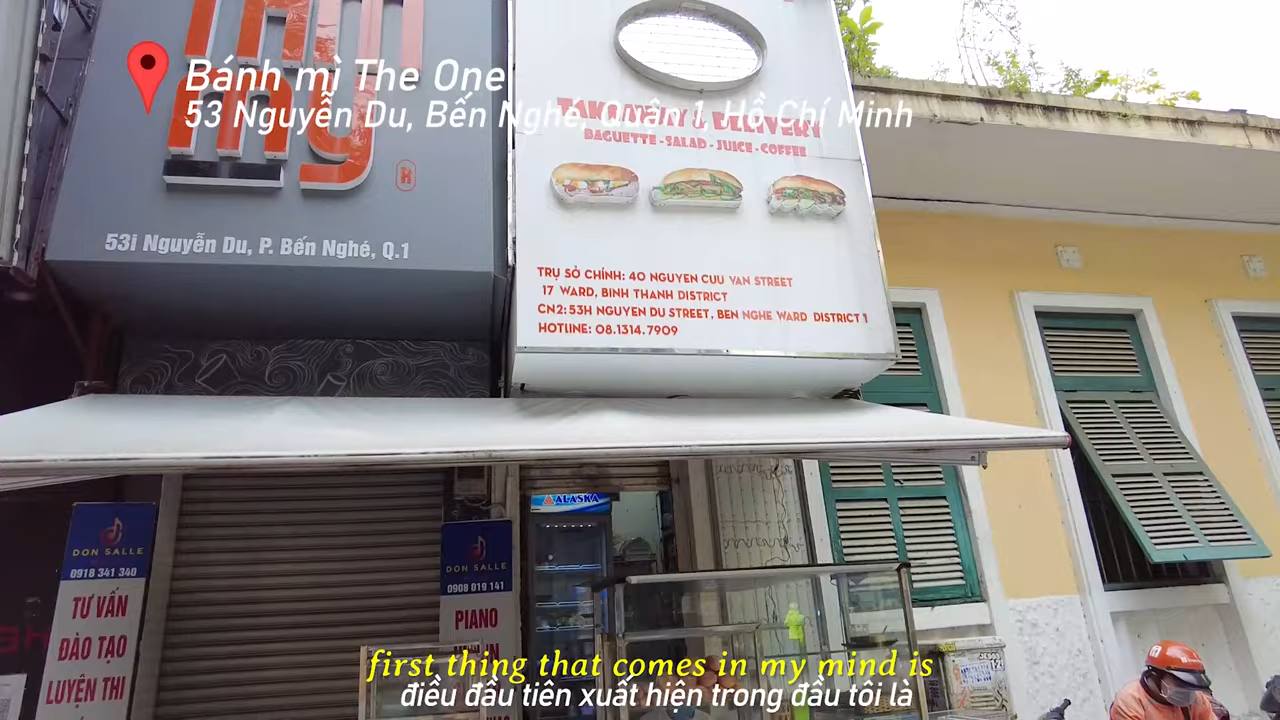 Bánh mì The One
53 Nguyễn Du, Bến Nghé, Quận 1, Hồ Chí Minh
my
R
53i Nguyễn Du, P. Bến Nghé, Q.1
TAKE AWAY & DELIVERY
BAGUETTE - SALAD - JUICE - COFFEE
TRỤ SỞ CHÍNH: 40 NGUYEN CUU VAN STREET
17 WARD, BINH THANH DISTRICT
CN2: 53H NGUYEN DU STREET, BEN NGHE WARD DISTRICT 1
HOTLINE: 08.1314.7909
ALASKA
DON SALLE
0918 341 340
TƯ VẤN
ĐÀO TẠO
LUYỆN THI
DON SALLE
0908 019 141
PIANO
first thing that comes in my mind is
điều đầu tiên xuất hiện trong đầu tôi là